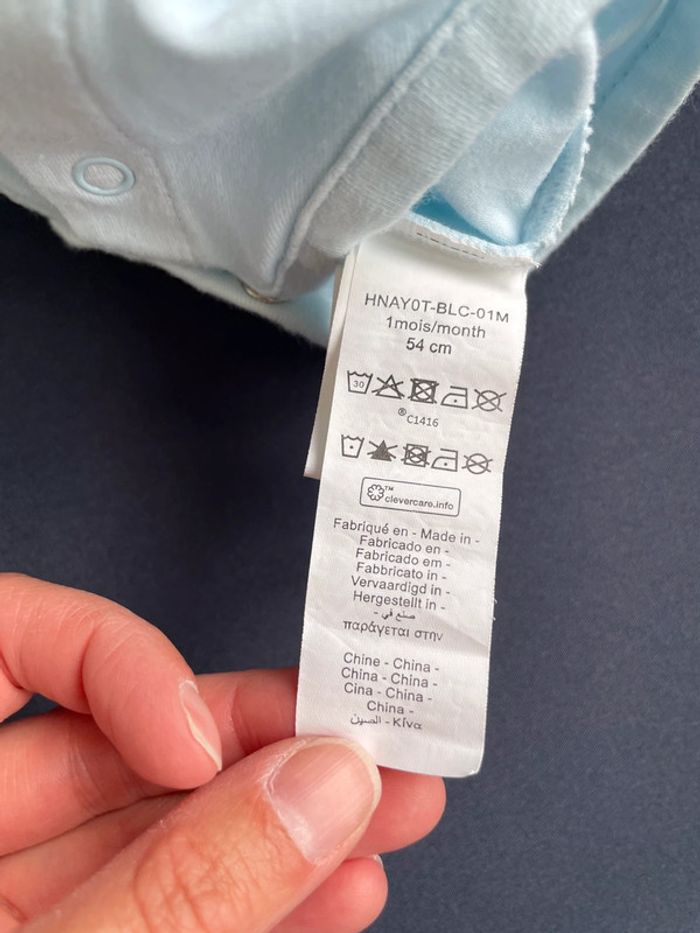 HNAY0T-BLC-01M
1mois/month
54 cm
30
®C1416
™
clevercare.info
Fabriqué en - Made in -
Fabricado en -
Fabricado em -
Fabbricato in -
Vervaardigd in -
Hergestellt in -
صنع في -
παράγεται στην
Chine - China -
China - China -
Cina - China -
China -
الصين - Κίνα